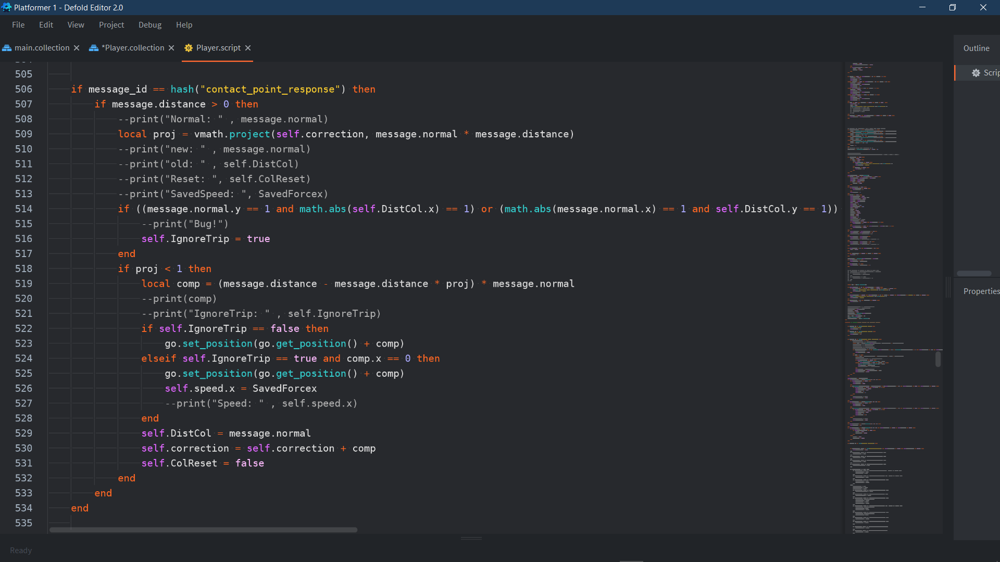 Platformer 1 - Defold Editor 2.0
File Edit View Project Debug Help
main.collection *Player.collection Player.script
Outline
505
506 if message_id == hash("contact_point_response") then
507 if message.distance > 0 then
508 --print("Normal: " , message.normal)
509 local proj = vmath.project(self.correction, message.normal * message.distance)
510 --print("new: " , message.normal)
511 --print("old: " , self.DistCol)
512 --print("Reset: ", self.ColReset)
513 --print("SavedSpeed: ", SavedForcex)
514 if ((message.normal.y == 1 and math.abs(self.DistCol.x) == 1) or (math.abs(message.normal.x) == 1 and self.DistCol.y == 1))
515 --print("Bug!")
516 self.IgnoreTrip = true
517 end
518 if proj < 1 then
519 local comp = (message.distance - message.distance * proj) * message.normal
520 --print(comp)
521 --print("IgnoreTrip: " , self.IgnoreTrip)
522 if self.IgnoreTrip == false then
523 go.set_position(go.get_position() + comp)
524 elseif self.IgnoreTrip == true and comp.x == 0 then
525 go.set_position(go.get_position() + comp)
526 self.speed.x = SavedForcex
527 --print("Speed: " , self.speed.x)
528 end
529 self.DistCol = message.normal
530 self.correction = self.correction + comp
531 self.ColReset = false
532 end
533 end
534 end
535
Scrip
Properties
Ready